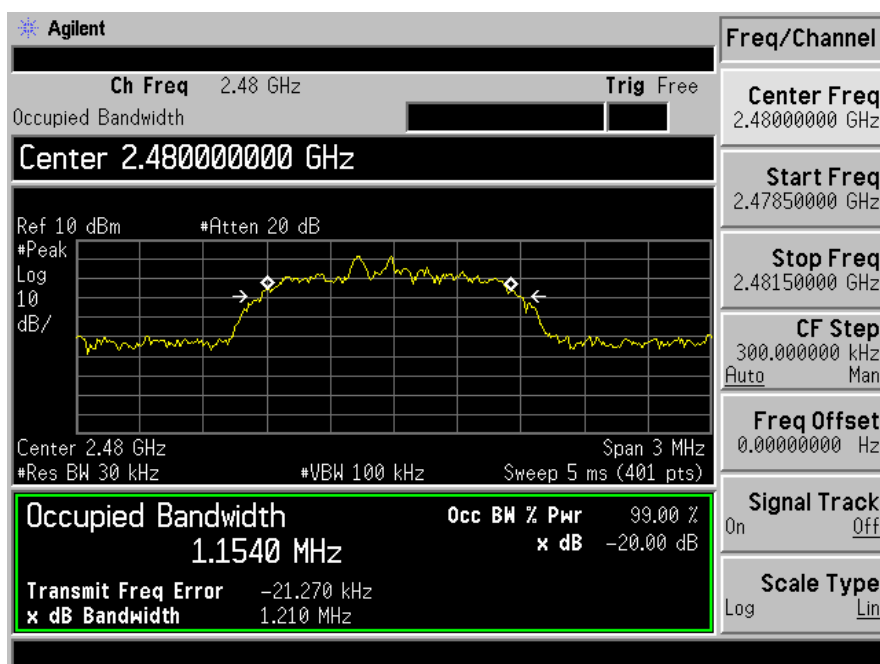 Agilent
Ch Freq 2.48 GHz Trig Free
Occupied Bandwidth
Center 2.480000000 GHz
Ref 10 dBm #Atten 20 dB
#Peak
Log
10
dB/
Center 2.48 GHz Span 3 MHz
#Res BW 30 kHz #VBW 100 kHz Sweep 5 ms (401 pts)
Occupied Bandwidth Occ BW % Pwr 99.00 %
1.1540 MHz x dB -20.00 dB
Transmit Freq Error -21.270 kHz
x dB Bandwidth 1.210 MHz
Freq/Channel
Center Freq
2.48000000 GHz
Start Freq
2.47850000 GHz
Stop Freq
2.48150000 GHz
CF Step
300.000000 kHz
Auto Man
Freq Offset
0.00000000 Hz
Signal Track
On Off
Scale Type
Log Lin